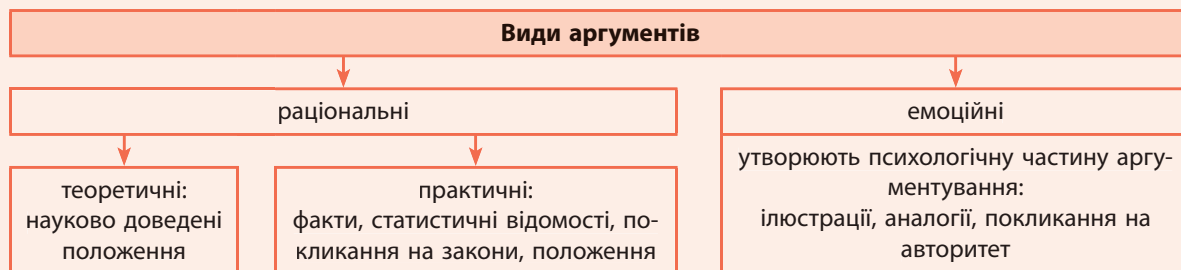 Види аргументів
раціональні
емоційні
теоретичні:
науково доведені
положення
практичні:
факти, статистичні відомості, по-
кликання на закони, положення
утворюють психологічну частину аргу-
ментування:
ілюстрації, аналогії, покликання на
авторитет